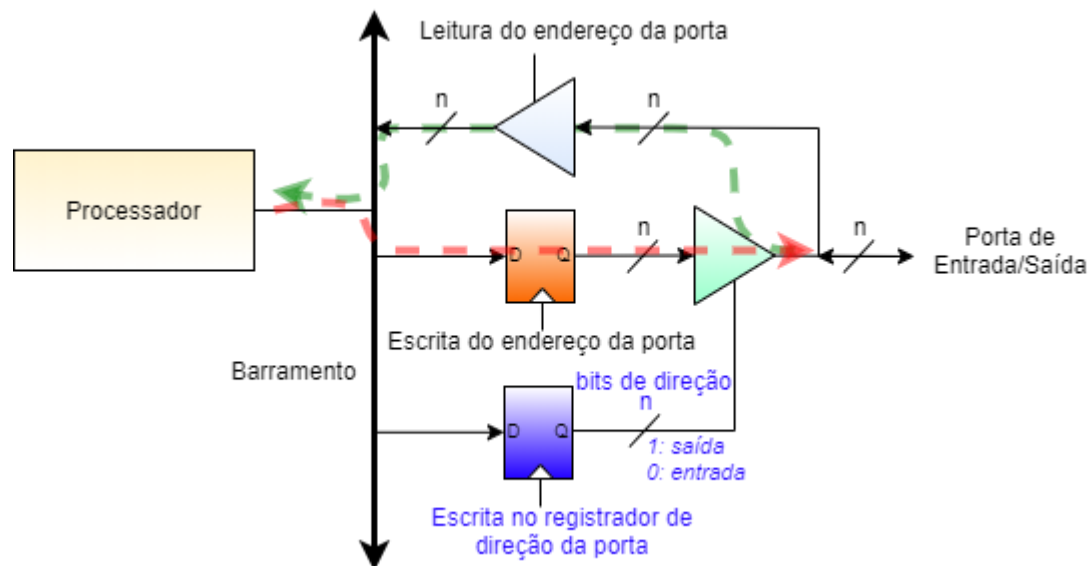 Leitura do endereço da porta
n
n
Processador
n
n
D
Q
Porta de
Entrada/Saída
Escrita do endereço da porta
Barramento
bits de direção
n
D
Q
1: saída
0: entrada
Escrita no registrador de
direção da porta